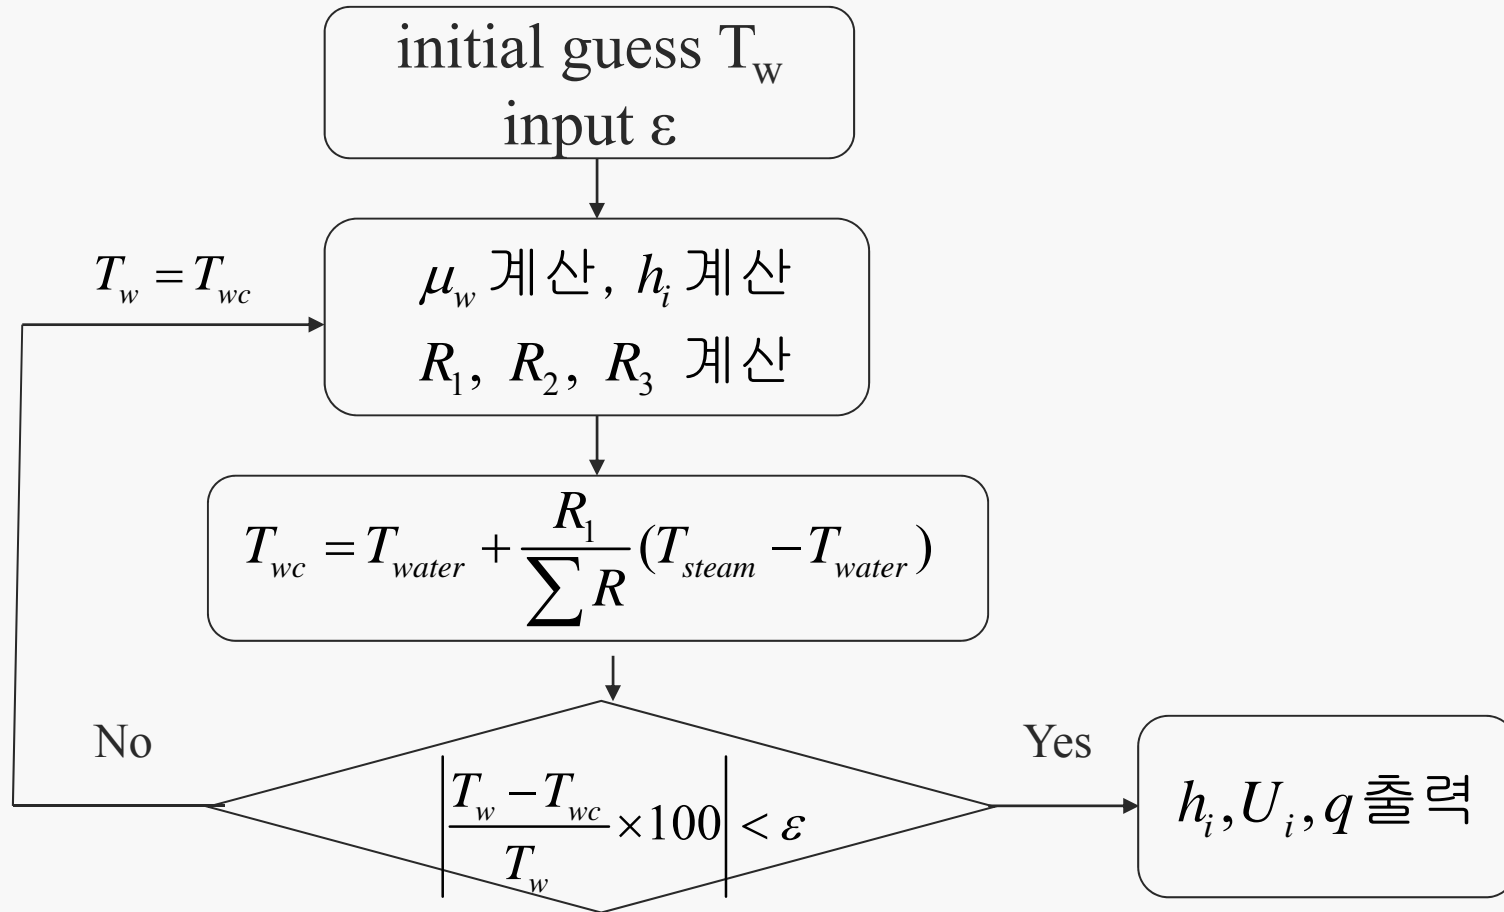 initial guess T_w
input ε
T_w = T_wc
μ_w 계산, h_i 계산
R_1, R_2, R_3 계산
T_wc = T_water + R_1/∑R (T_steam − T_water)
No
Yes
|(T_w − T_wc)/T_w ×100| < ε
h_i, U_i, q 출력